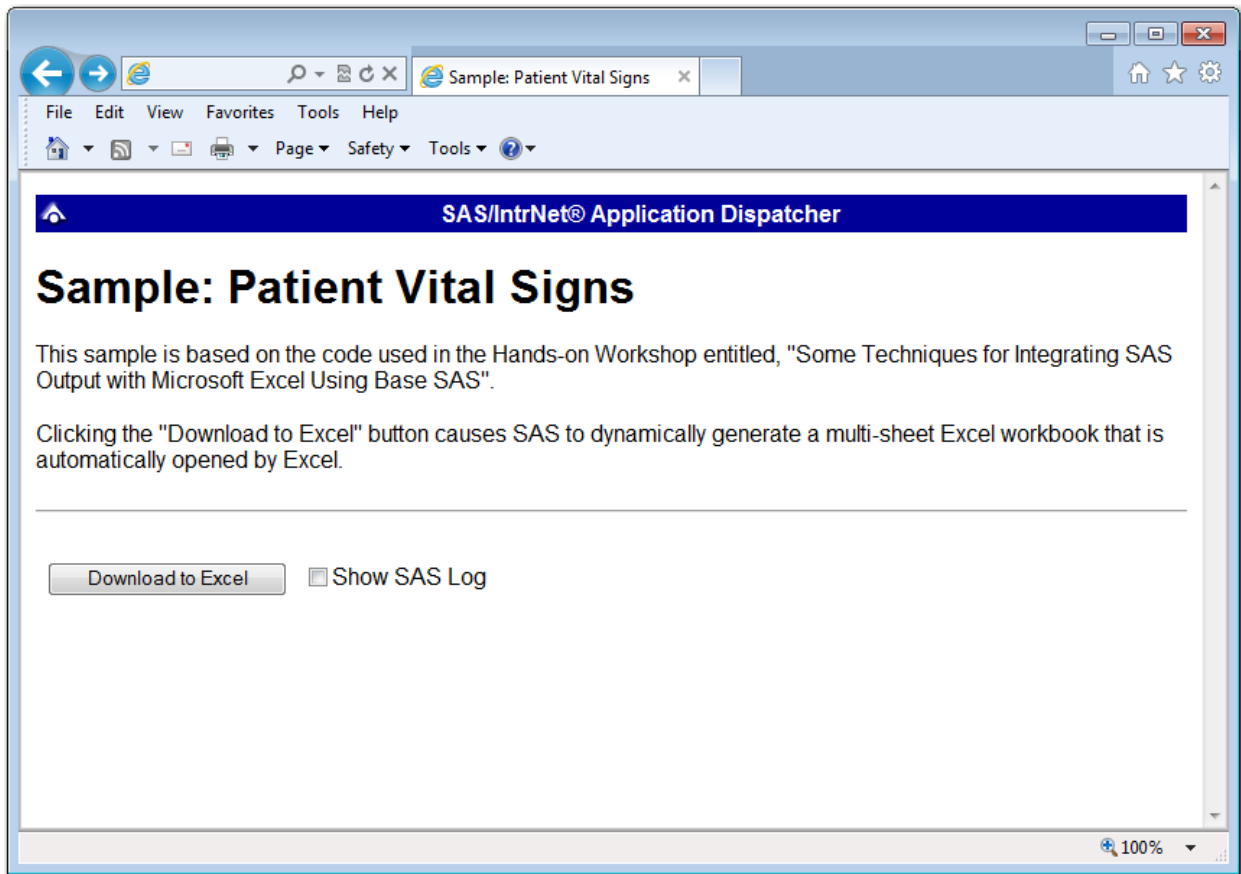 Sample: Patient Vital Signs
File Edit View Favorites Tools Help
Page Safety Tools
SAS/IntrNet® Application Dispatcher
Sample: Patient Vital Signs
This sample is based on the code used in the Hands-on Workshop entitled, "Some Techniques for Integrating SAS
Output with Microsoft Excel Using Base SAS".
Clicking the "Download to Excel" button causes SAS to dynamically generate a multi-sheet Excel workbook that is
automatically opened by Excel.
Download to Excel Show SAS Log
100%